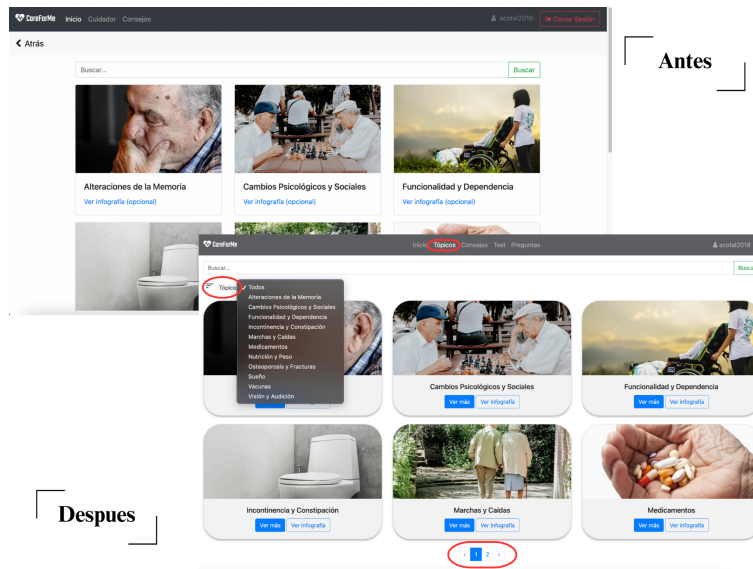 CareForMe Inicio Cuidador Consejos acotal2018 Cerrar Sesión
Atrás
Antes
Buscar... Buscar
Alteraciones de la Memoria
Ver infografía (opcional)
Cambios Psicológicos y Sociales
Ver infografía (opcional)
Funcionalidad y Dependencia
Ver infografía (opcional)
CareForMe Inicio Tópicos Consejos Test Preguntas acotal2018
Buscar... Busca
Tópico
✓ Todos
Alteraciones de la Memoria
Cambios Psicológicos y Sociales
Funcionalidad y Dependencia
Incontinencia y Constipación
Marchas y Caídas
Medicamentos
Nutrición y Peso
Osteoporosis y Fracturas
Sueño
Vacunas
Visión y Audición
Cambios Psicológicos y Sociales
Ver más Ver infografía
Funcionalidad y Dependencia
Ver más Ver infografía
Incontinencia y Constipación
Ver más Ver infografía
Marchas y Caídas
Ver más Ver infografía
Medicamentos
Ver más Ver infografía
‹ 1 2 ›
Despues